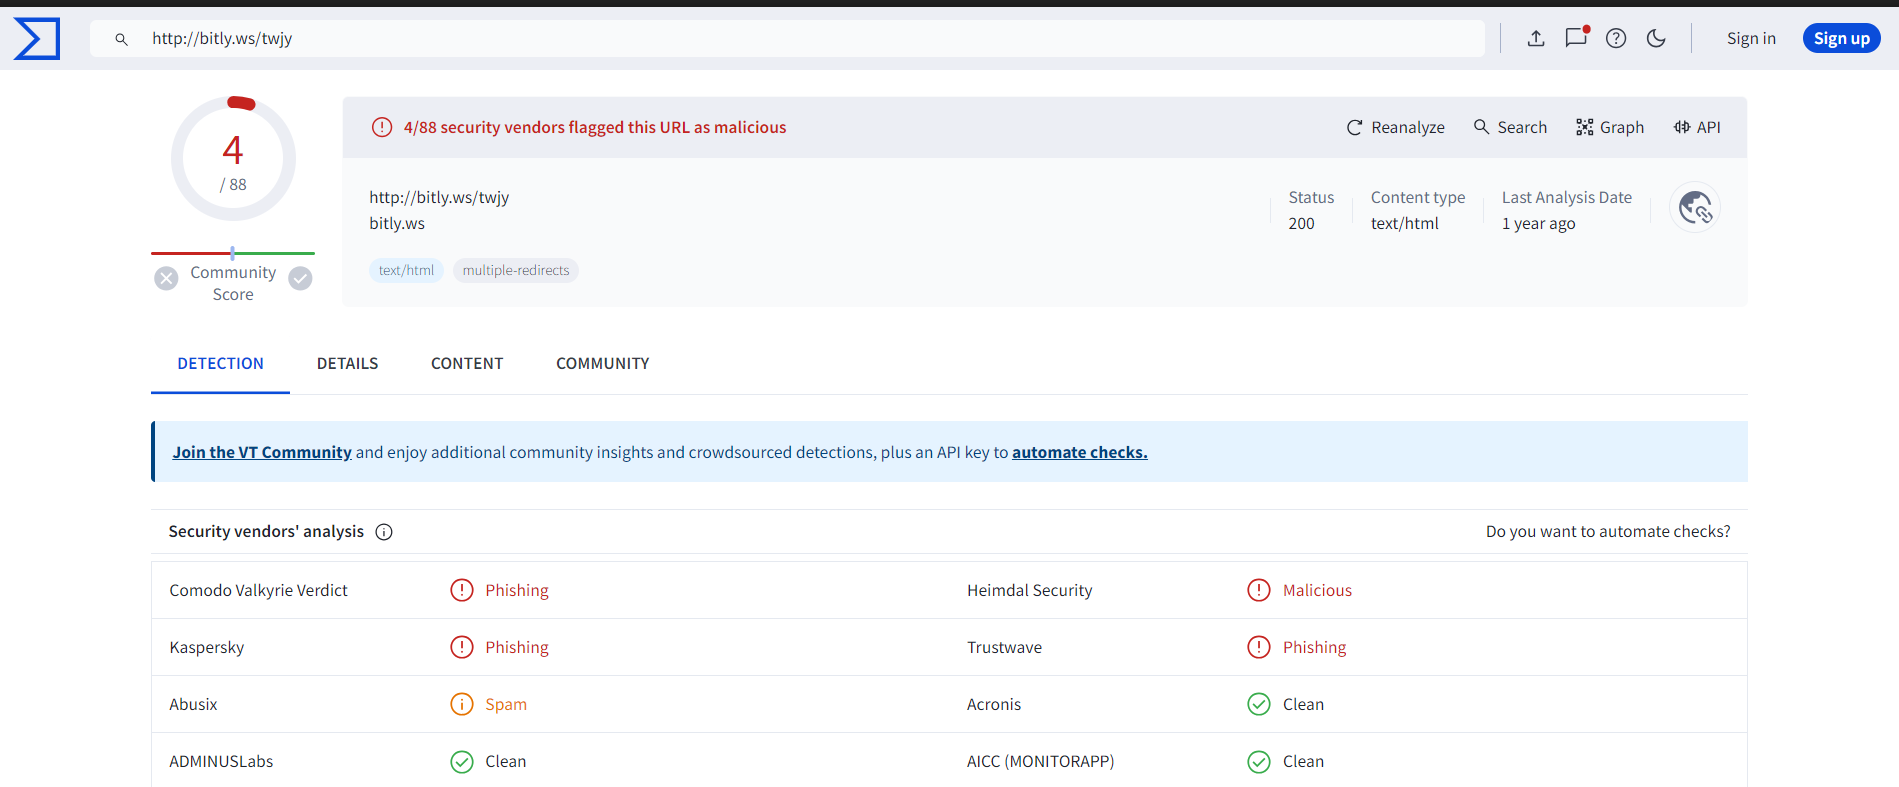 http://bitly.ws/twjy
Sign in
Sign up
4
/ 88
Community
Score
4/88 security vendors flagged this URL as malicious
Reanalyze
Search
Graph
API
http://bitly.ws/twjy
bitly.ws
text/html
multiple-redirects
Status
200
Content type
text/html
Last Analysis Date
1 year ago
DETECTION
DETAILS
CONTENT
COMMUNITY
Join the VT Community and enjoy additional community insights and crowdsourced detections, plus an API key to automate checks.
Security vendors' analysis
Do you want to automate checks?
Comodo Valkyrie Verdict
Phishing
Heimdal Security
Malicious
Kaspersky
Phishing
Trustwave
Phishing
Abusix
Spam
Acronis
Clean
ADMINUSLabs
Clean
AICC (MONITORAPP)
Clean